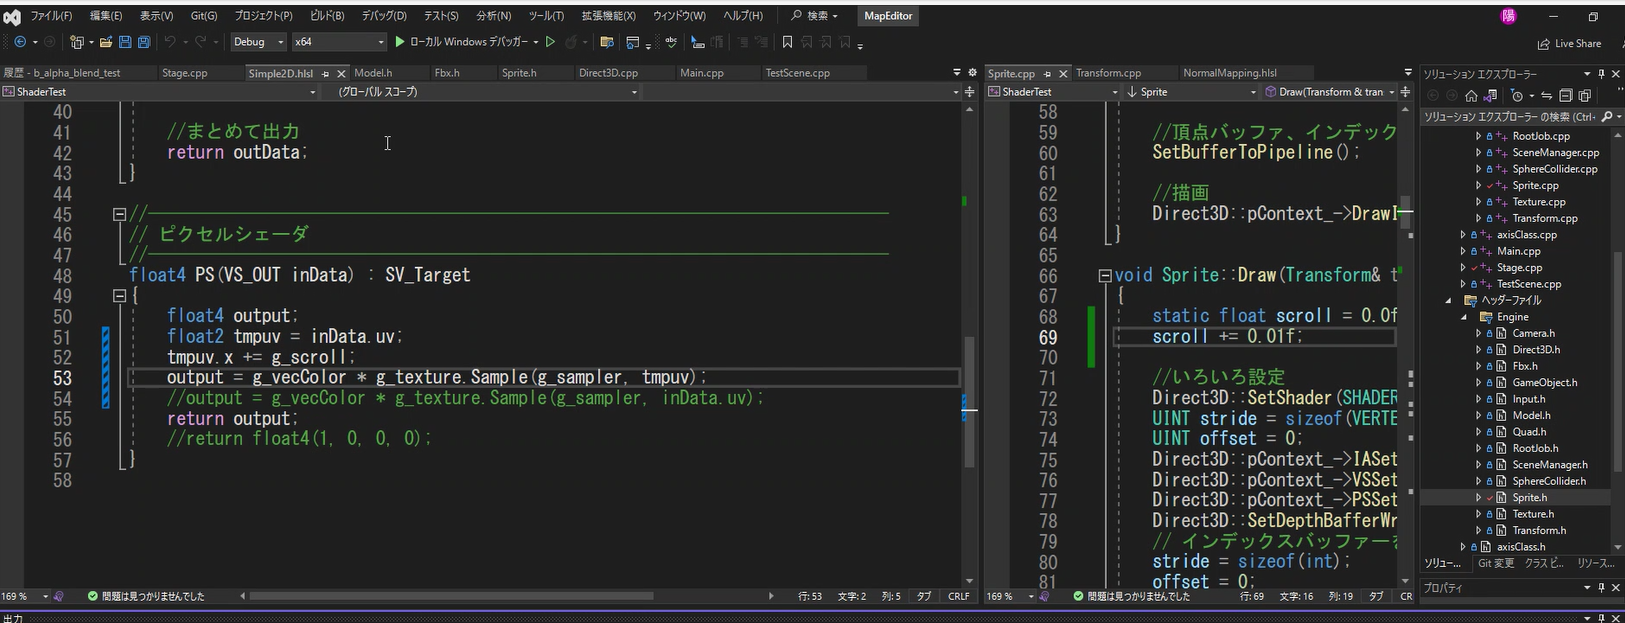 ファイル(F) 編集(E) 表示(V) Git(G) プロジェクト(P) ビルド(B) デバッグ(D) テスト(S) 分析(N) ツール(T) 拡張機能(X) ウィンドウ(W) ヘルプ(H) 検索 MapEditor 陽
Debug x64 ローカル Windows デバッガー Live Share
履歴 - b_alpha_blend_test Stage.cpp Simple2D.hlsl Model.h Fbx.h Sprite.h Direct3D.cpp Main.cpp TestScene.cpp
ShaderTest (グローバル スコープ)
40
41 //まとめて出力
42 return outData;
43 }
44
45 //
46 // ピクセルシェーダ
47 //
48 float4 PS(VS_OUT inData) : SV_Target
49 {
50 float4 output;
51 float2 tmpuv = inData.uv;
52 tmpuv.x += g_scroll;
53 output = g_vecColor * g_texture.Sample(g_sampler, tmpuv);
54 //output = g_vecColor * g_texture.Sample(g_sampler, inData.uv);
55 return output;
56 //return float4(1, 0, 0, 0);
57 }
58
169 % 問題は見つかりませんでした 行: 53 文字: 2 列: 5 タブ CRLF
Sprite.cpp Transform.cpp NormalMapping.hlsl
ShaderTest Sprite Draw(Transform & tran
58
59 //頂点バッファ、インデック
60 SetBufferToPipeline();
61
62 //描画
63 Direct3D::pContext_->DrawI
64 }
65
66 void Sprite::Draw(Transform& t
67 {
68 static float scroll = 0.0f
69 scroll += 0.01f;
70
71 //いろいろ設定
72 Direct3D::SetShader(SHADER
73 UINT stride = sizeof(VERTE
74 UINT offset = 0;
75 Direct3D::pContext_->IASet
76 Direct3D::pContext_->VSSet
77 Direct3D::pContext_->PSSet
78 Direct3D::SetDepthBafferWr
79 // インデックスバッファーを
80 stride = sizeof(int);
81 offset = 0;
169 % 問題は見つかりませんでした 行: 69 文字: 16 列: 19 タブ CR
ソリューション エクスプローラー
ソリューション エクスプローラー の検索 (Ctrl-
RootJob.cpp
SceneManager.cpp
SphereCollider.cpp
Sprite.cpp
Texture.cpp
Transform.cpp
axisClass.cpp
Main.cpp
Stage.cpp
TestScene.cpp
ヘッダーファイル
Engine
Camera.h
Direct3D.h
Fbx.h
GameObject.h
Input.h
Model.h
Quad.h
RootJob.h
SceneManager.h
SphereCollider.h
Sprite.h
Texture.h
Transform.h
axisClass.h
ソリュー... Git 変更 クラス ビ... リソース...
プロパティ
出力